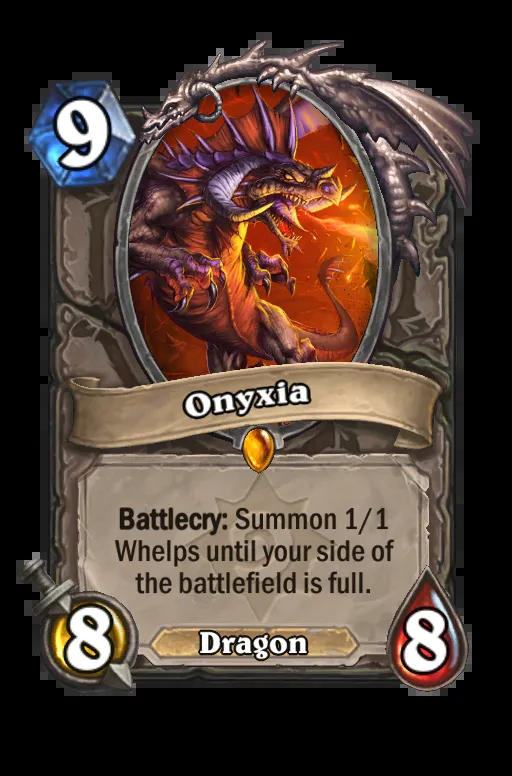 9
Onyxia
Battlecry: Summon 1/1
Whelps until your side of
the battlefield is full.
8
Dragon
8